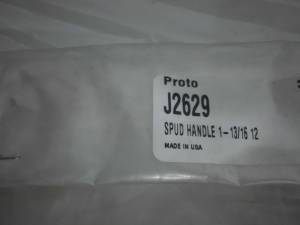 Proto
J2629
SPUD HANDLE 1-13/16 12
MADE IN USA